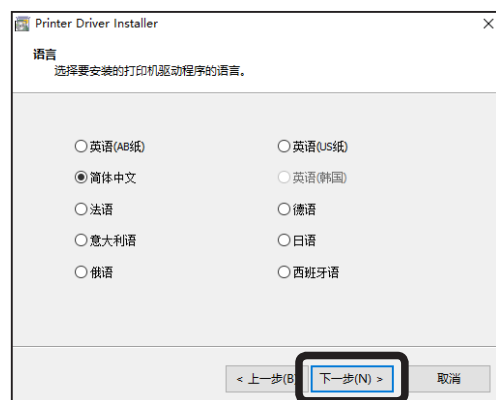 Printer Driver Installer
语言
选择要安装的打印机驱动程序的语言。
英语(AB纸)
英语(US纸)
简体中文
英语(韩国)
法语
德语
意大利语
日语
俄语
西班牙语
< 上一步(B)
下一步(N) >
取消